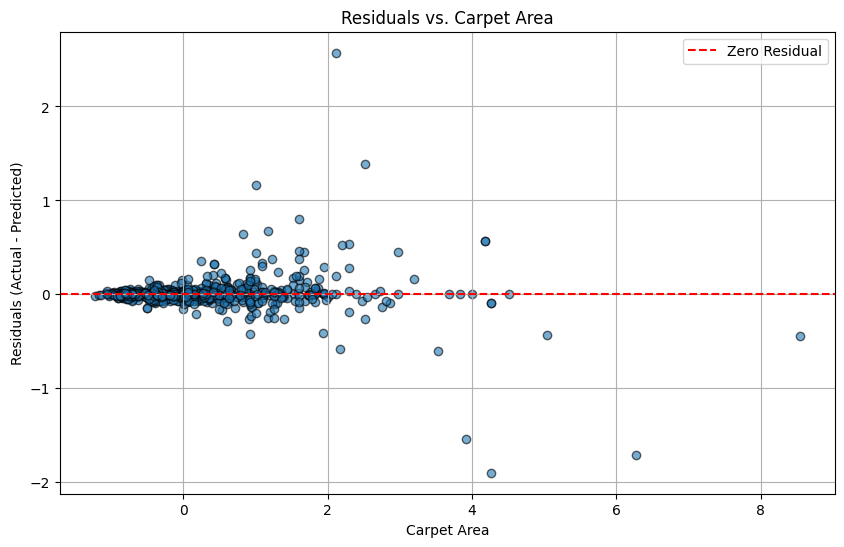 Residuals vs. Carpet Area
Zero Residual
Residuals (Actual - Predicted)
2
1
0
−1
−2
0 2 4 6 8
Carpet Area